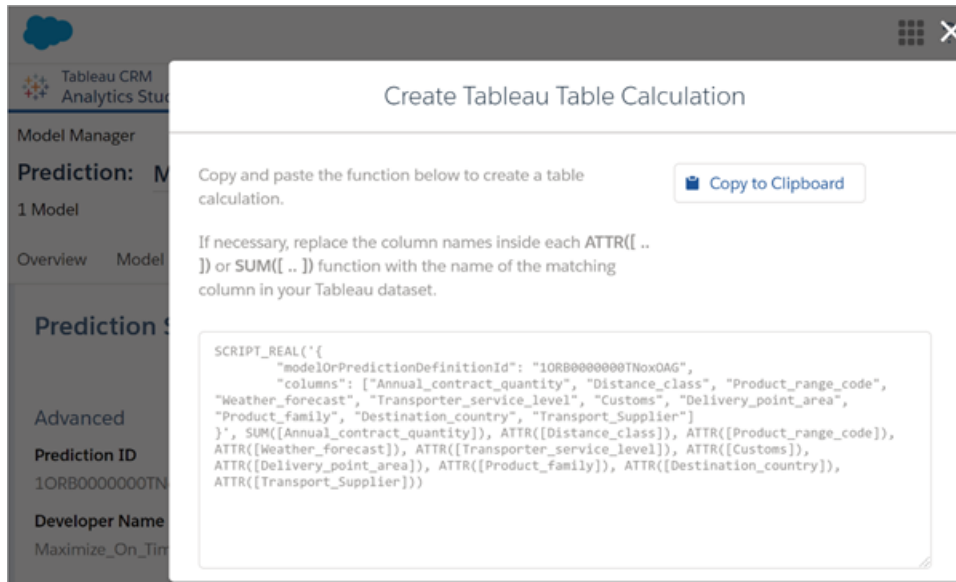 Tableau CRM
Analytics Stud
Create Tableau Table Calculation
Model Manager
Prediction: M
Copy and paste the function below to create a table
calculation.
Copy to Clipboard
1 Model
If necessary, replace the column names inside each ATTR([ ..
]) or SUM([ .. ]) function with the name of the matching
column in your Tableau dataset.
Overview Model
Prediction S
SCRIPT_REAL('{
"modelOrPredictionDefinitionId": "1ORB0000000TNoxOAG",
"columns": ["Annual_contract_quantity", "Distance_class", "Product_range_code",
"Weather_forecast", "Transporter_service_level", "Customs", "Delivery_point_area",
"Product_family", "Destination_country", "Transport_Supplier"]
}', SUM([Annual_contract_quantity]), ATTR([Distance_class]), ATTR([Product_range_code]),
ATTR([Weather_forecast]), ATTR([Transporter_service_level]), ATTR([Customs]),
ATTR([Delivery_point_area]), ATTR([Product_family]), ATTR([Destination_country]),
ATTR([Transport_Supplier]))
Advanced
Prediction ID
1ORB0000000TN
Developer Name
Maximize_On_Tim